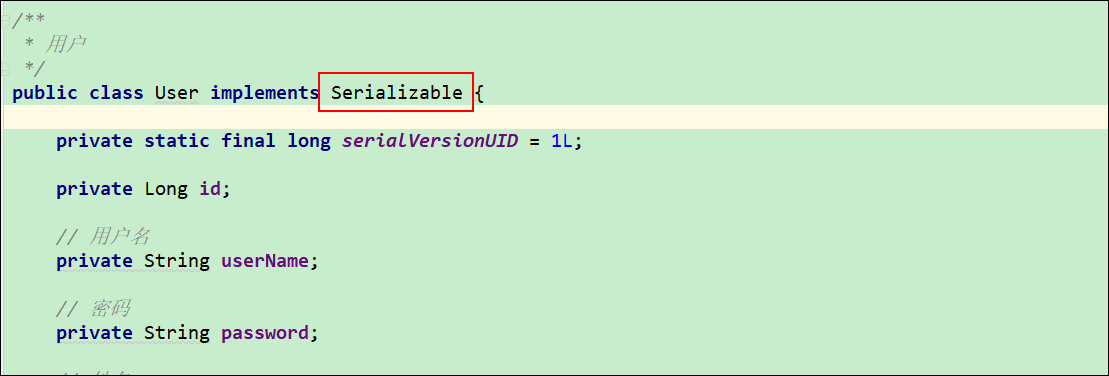 /**
 * 用户
 */
public class User implements Serializable {
private static final long serialVersionUID = 1L;
private Long id;
// 用户名
private String userName;
// 密码
private String password;
//